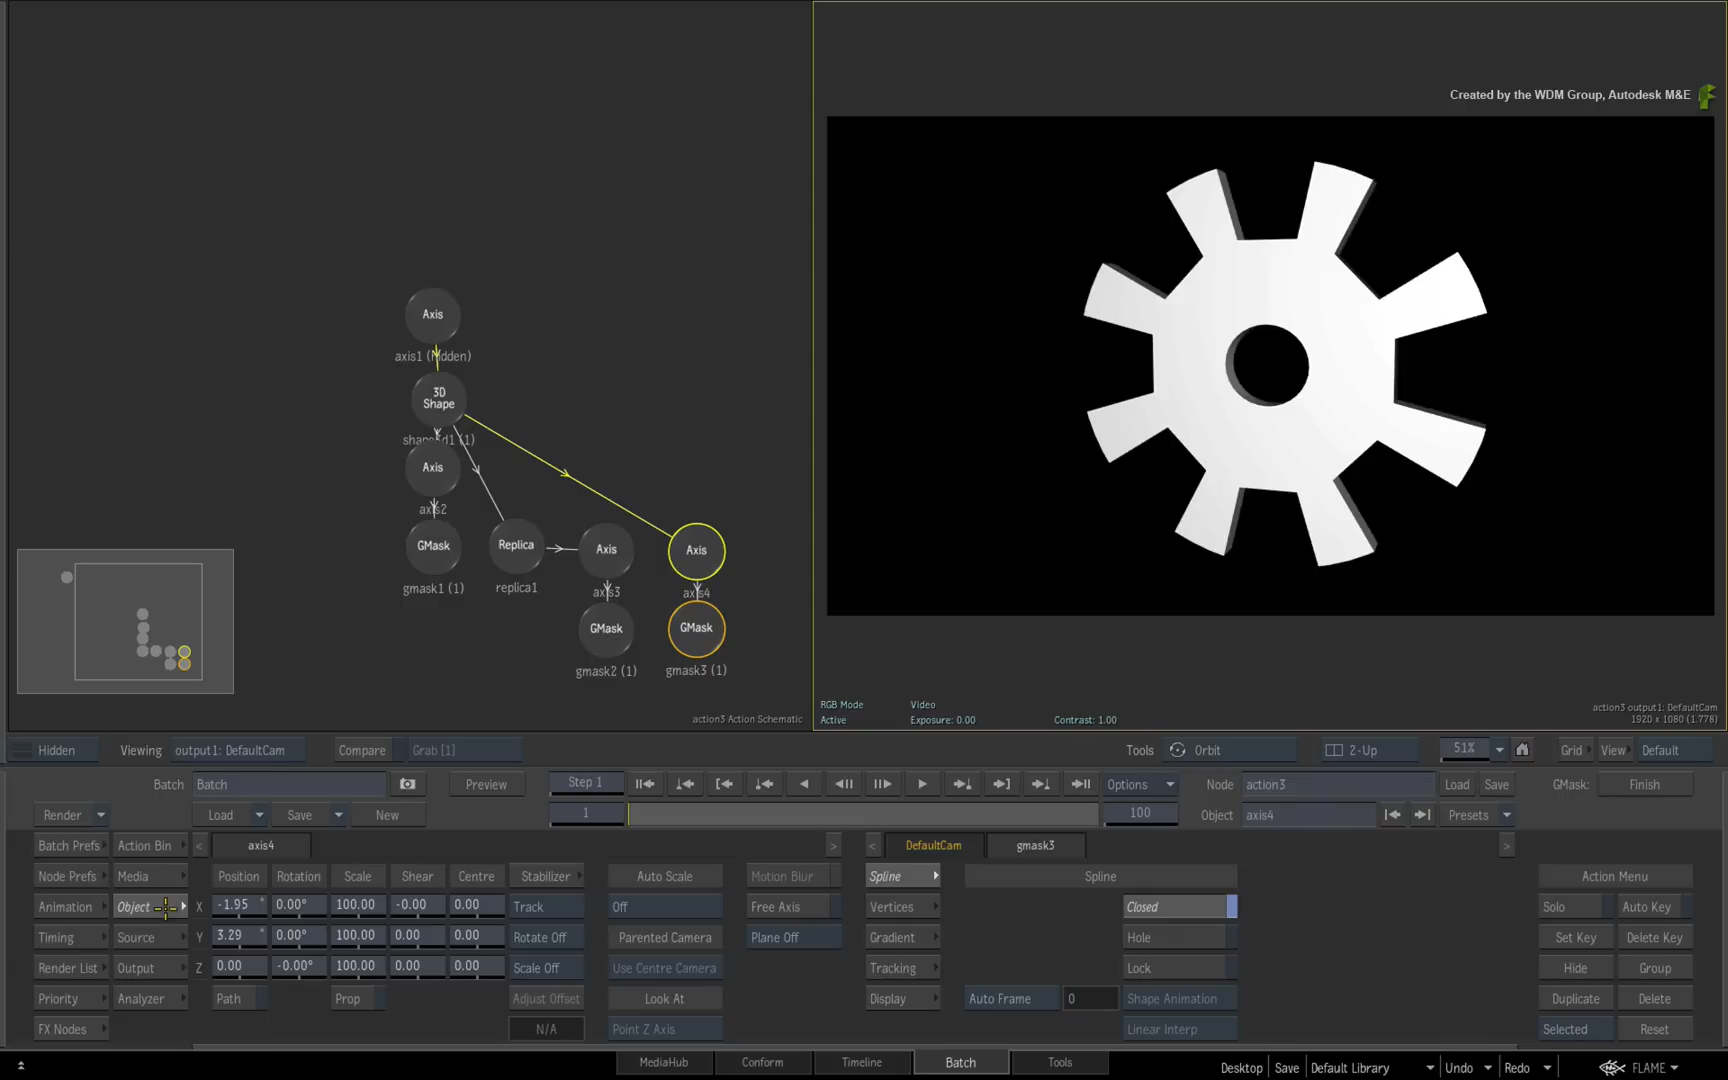 Created by the WDM Group, Autodesk M&E
Axis
axis1 (hidden)
3D
Shape
shape3d1 (1)
Axis
axis2
GMask
gmask1 (1)
Replica
replica1
Axis
axis3
GMask
gmask2 (1)
Axis
axis4
GMask
gmask3 (1)
action3 Action Schematic
RGB Mode Video
Active Exposure: 0.00 Contrast: 1.00
action3 output1: DefaultCam
1920 x 1080 (1.778)
Hidden Viewing output1: DefaultCam Compare Grab [1] Tools Orbit 2-Up 51% Grid View Default
Batch Batch Preview Step 1 Options Node action3 Load Save GMask: Finish
Render Load Save New 1 100 Object axis4 Presets
Batch Prefs Action Bin < axis4 > < DefaultCam gmask3 >
Node Prefs Media Position Rotation Scale Shear Centre Stabilizer Auto Scale Motion Blur Spline Spline Action Menu
Animation Object X -1.95 0.00° 100.00 -0.00 0.00 Track Off Free Axis Vertices Closed Solo Auto Key
Timing Source Y 3.29 0.00° 100.00 0.00 0.00 Rotate Off Parented Camera Plane Off Gradient Hole Set Key Delete Key
Render List Output Z 0.00 -0.00° 100.00 0.00 0.00 Scale Off Use Centre Camera Tracking Lock Hide Group
Priority Analyzer Path Prop Adjust Offset Look At Display Auto Frame 0 Shape Animation Duplicate Delete
FX Nodes N/A Point Z Axis Linear Interp Selected Reset
MediaHub Conform Timeline Batch Tools Desktop Save Default Library Undo Redo FLAME